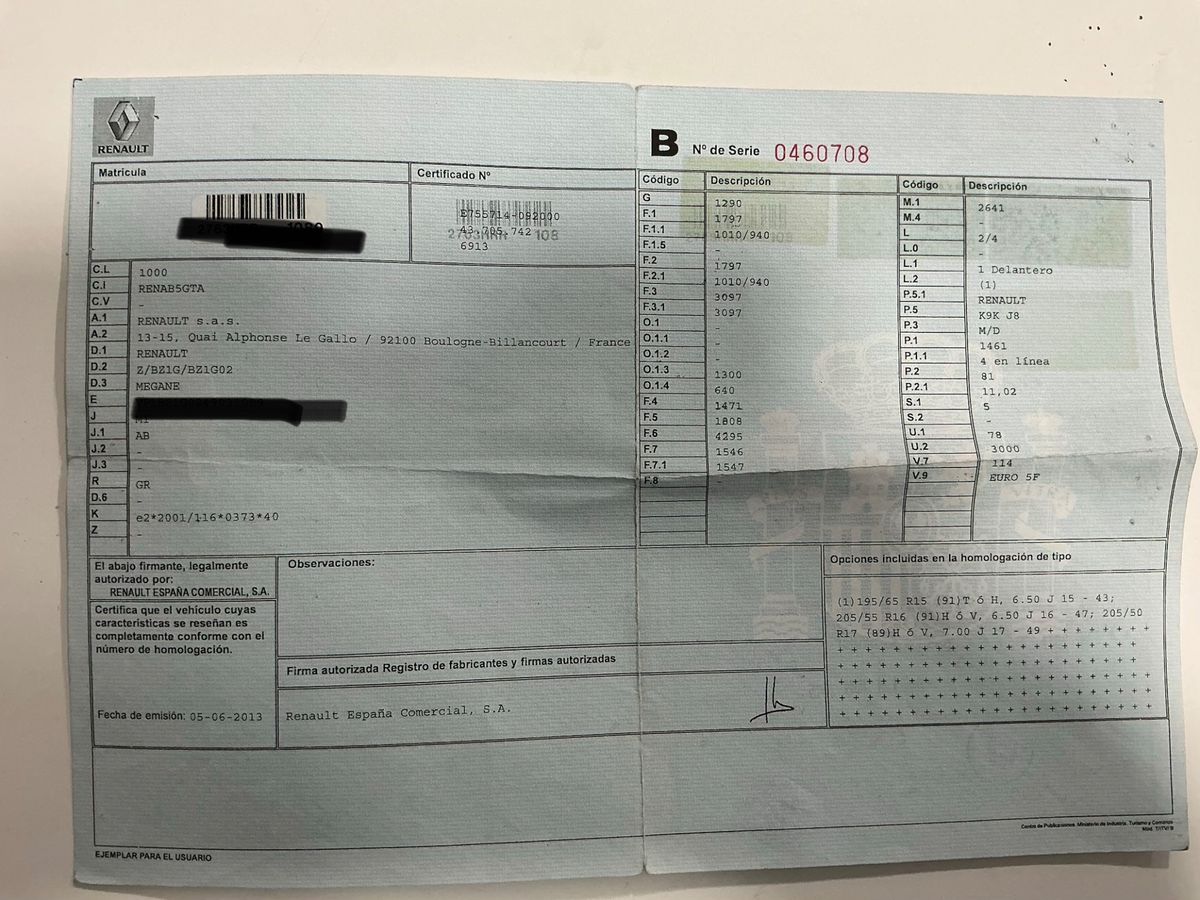 RENAULT
B Nº de Serie 0460708
Matrícula
Certificado Nº
E755714-092000
43.705.742
6913
C.L 1000
C.I RENAB5GTA
C.V -
A.1 RENAULT s.a.s.
A.2 13-15, Quai Alphonse Le Gallo / 92100 Boulogne-Billancourt / France
D.1 RENAULT
D.2 Z/BZ1G/BZ1G02
D.3 MEGANE
E
J M1
J.1 AB
J.2 -
J.3 -
R GR
D.6 -
K e2*2001/116*0373*40
Z -
Código Descripción
G 1290
F.1 1797
F.1.1 1010/940
F.1.5 -
F.2 1797
F.2.1 1010/940
F.3 3097
F.3.1 3097
O.1 -
O.1.1 -
O.1.2 -
O.1.3 1300
O.1.4 640
F.4 1471
F.5 1808
F.6 4295
F.7 1546
F.7.1 1547
F.8 -
Código Descripción
M.1 2641
M.4
L 2/4
L.0 -
L.1 1 Delantero
L.2 (1)
P.5.1 RENAULT
P.5 K9K J8
P.3 M/D
P.1 1461
P.1.1 4 en línea
P.2 81
P.2.1 11,02
S.1 5
S.2 -
U.1 78
U.2 3000
V.7 114
V.9 EURO 5F
El abajo firmante, legalmente
autorizado por:
RENAULT ESPAÑA COMERCIAL, S.A.
Certifica que el vehículo cuyas
características se reseñan es
completamente conforme con el
número de homologación.
Fecha de emisión: 05-06-2013
Observaciones:
Firma autorizada Registro de fabricantes y firmas autorizadas
Renault España Comercial, S.A.
Opciones incluidas en la homologación de tipo
(1)195/65 R15 (91)T ó H, 6.50 J 15 - 43;
205/55 R16 (91)H ó V, 6.50 J 16 - 47; 205/50
R17 (89)H ó V, 7.00 J 17 - 49 + + + + + + + +
+ + + + + + + + + + + + + + + + + + + + + + +
+ + + + + + + + + + + + + + + + + + + + + + +
+ + + + + + + + + + + + + + + + + + + + + + +
+ + + + + + + + + + + + + + + + + + + + + + +
+ + + + + + + + + + + + + + + + + + + + + + +
Centro de Publicaciones. Ministerio de Industria, Turismo y Comercio
Mod. T/ITV/ B
EJEMPLAR PARA EL USUARIO